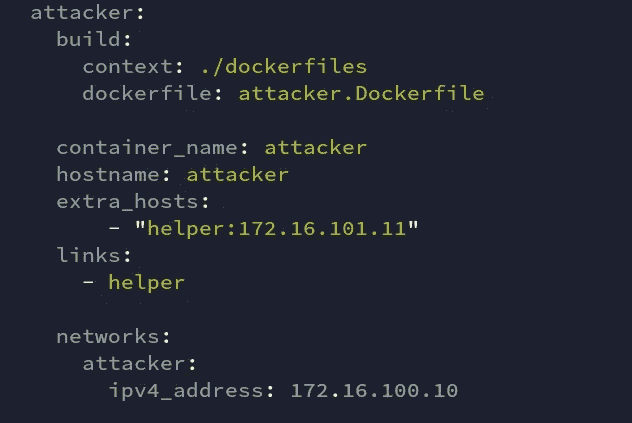 attacker:
build:
context: ./dockerfiles
dockerfile: attacker.Dockerfile
container_name: attacker
hostname: attacker
extra_hosts:
- "helper:172.16.101.11"
links:
- helper
networks:
attacker:
ipv4_address: 172.16.100.10